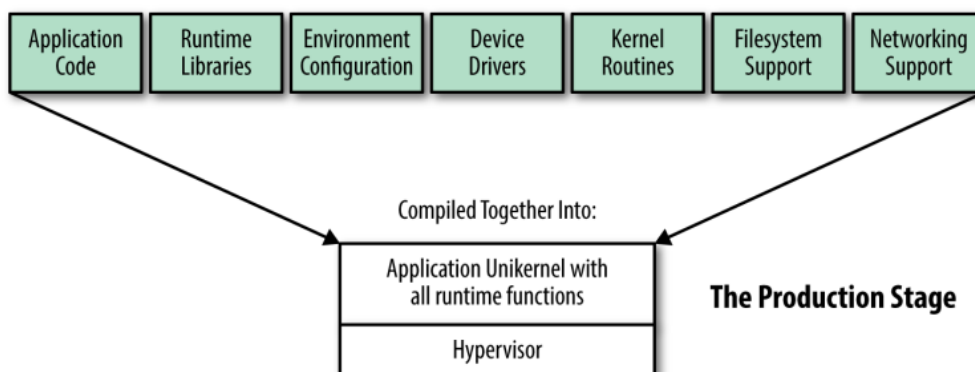 Application Code
Runtime Libraries
Environment Configuration
Device Drivers
Kernel Routines
Filesystem Support
Networking Support
Compiled Together Into:
Application Unikernel with
all runtime functions
The Production Stage
Hypervisor